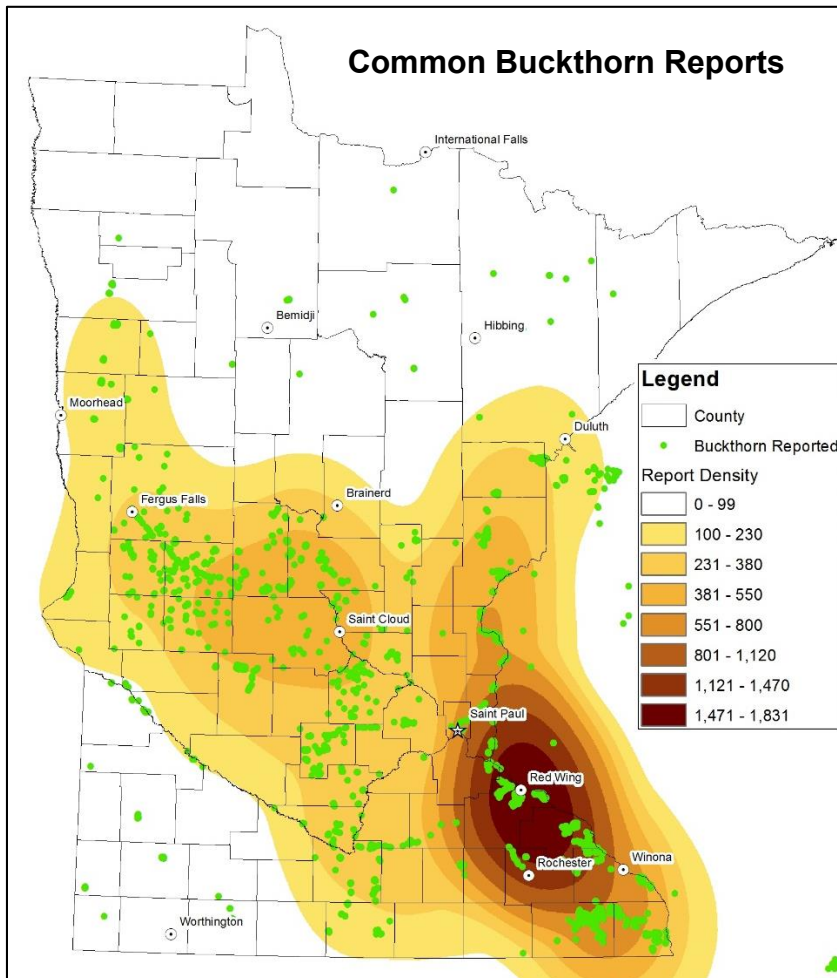 Common Buckthorn Reports
International Falls
Bemidji
Hibbing
Legend
County
Moorhead
Duluth
Buckthorn Reported
Report Density
0 - 99
Fergus Falls
Brainerd
100 - 230
231 - 380
381 - 550
551 - 800
Saint Cloud
801 - 1,120
1,121 - 1,470
1,471 - 1,831
Saint Paul
Red Wing
Rochester
Winona
Worthington